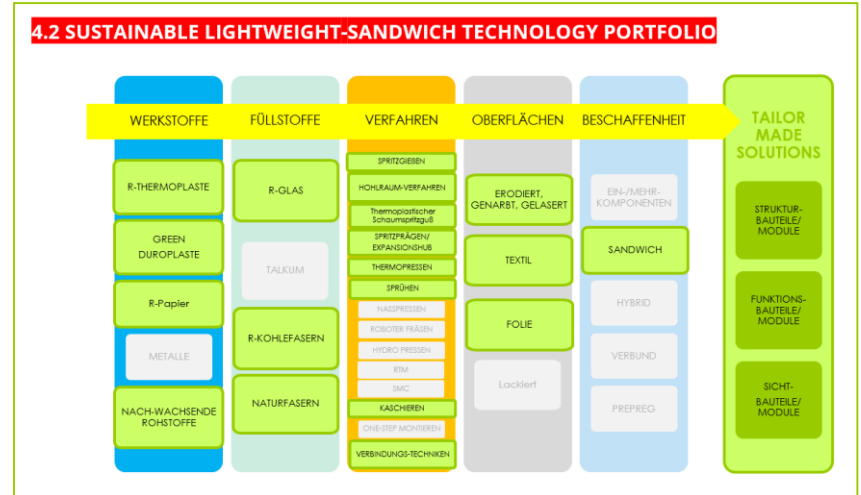 4.2 SUSTAINABLE LIGHTWEIGHT-SANDWICH TECHNOLOGY PORTFOLIO
WERKSTOFFE
R-THERMOPLASTE
GREEN
DUROPLASTE
R-Papier
METALLE
NACH-WACHSENDE
ROHSTOFFE
FÜLLSTOFFE
R-GLAS
TALKUM
R-KOHLEFASERN
NATURFASERN
VERFAHREN
SPRITZGIEßEN
HOHLRAUM-VERFAHREN
Thermoplastischer
Schaumspritzguß
SPRITZPRÄGEN/
EXPANSIONSHUB
THERMOPRESSEN
SPRÜHEN
NASSPRESSEN
ROBOTER FRÄSEN
HYDRO PRESSEN
RTM
SMC
KASCHIEREN
ONE-STEP MONTIEREN
VERBINDUNGS-TECHNIKEN
OBERFLÄCHEN
ERODIERT,
GENARBT, GELASERT
TEXTIL
FOLIE
Lackiert
BESCHAFFENHEIT
EIN-/MEHR-
KOMPONENTEN
SANDWICH
HYBRID
VERBUND
PREPREG
TAILOR
MADE
SOLUTIONS
STRUKTUR-
BAUTEILE/
MODULE
FUNKTIONS-
BAUTEILE/
MODULE
SICHT-
BAUTEILE/
MODULE